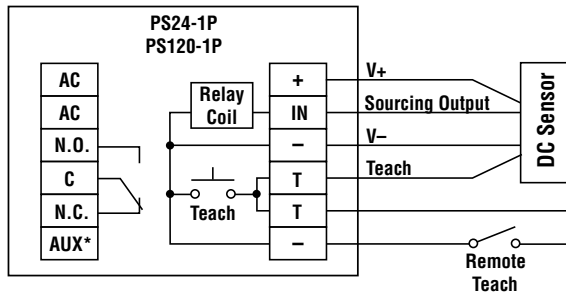 PS24-1P
PS120-1P
AC
AC
N.O.
C
N.C.
AUX*
Relay
Coil
Teach
+
IN
–
T
T
–
V+
Sourcing Output
V–
Teach
DC Sensor
Remote
Teach